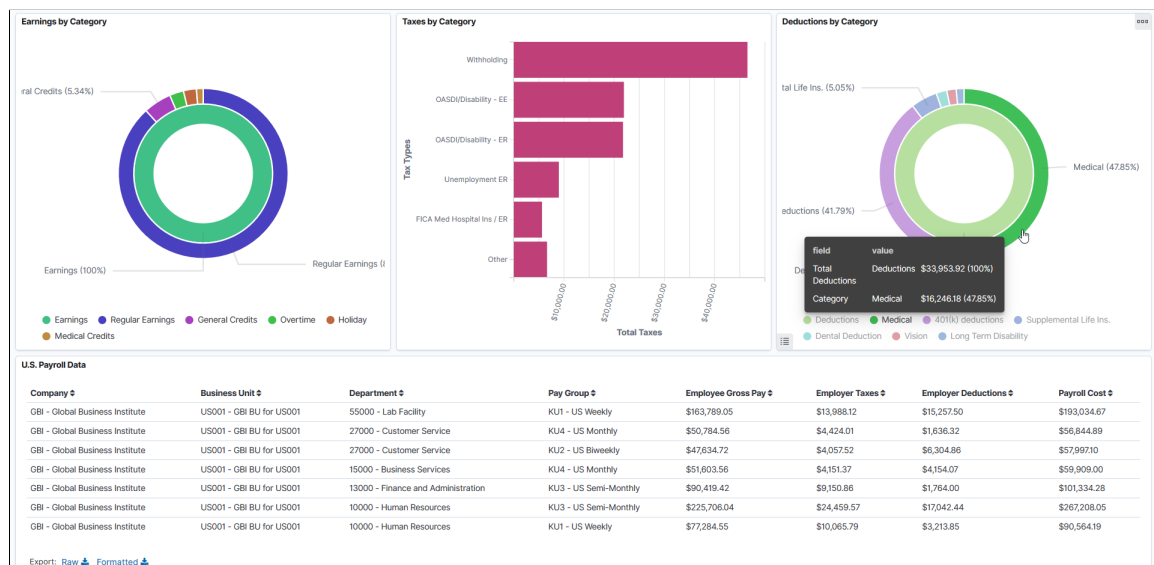 Earnings by Category
ral Credits (5.34%)
Earnings (100%)
Regular Earnings (
Earnings
Regular Earnings
General Credits
Overtime
Holiday
Medical Credits
Taxes by Category
Tax Types
Withholding
OASDI/Disability - EE
OASDI/Disability - ER
Unemployment ER
FICA Med Hospital Ins / ER
Other
$10,000.00
$20,000.00
$30,000.00
$40,000.00
Total Taxes
Deductions by Category
tal Life Ins. (5.05%)
Medical (47.85%)
eductions (41.79%)
De
field value
Total Deductions Deductions $33,953.92 (100%)
Category Medical $16,246.18 (47.85%)
Deductions
Medical
401(k) deductions
Supplemental Life Ins.
Dental Deduction
Vision
Long Term Disability
U.S. Payroll Data
Company Business Unit Department Pay Group Employee Gross Pay Employer Taxes Employer Deductions Payroll Cost
GBI - Global Business Institute US001 - GBI BU for US001 55000 - Lab Facility KU1 - US Weekly $163,789.05 $13,988.12 $15,257.50 $193,034.67
GBI - Global Business Institute US001 - GBI BU for US001 27000 - Customer Service KU4 - US Monthly $50,784.56 $4,424.01 $1,636.32 $56,844.89
GBI - Global Business Institute US001 - GBI BU for US001 27000 - Customer Service KU2 - US Biweekly $47,634.72 $4,057.52 $6,304.86 $57,997.10
GBI - Global Business Institute US001 - GBI BU for US001 15000 - Business Services KU4 - US Monthly $51,603.56 $4,151.37 $4,154.07 $59,909.00
GBI - Global Business Institute US001 - GBI BU for US001 13000 - Finance and Administration KU3 - US Semi-Monthly $90,419.42 $9,150.86 $1,764.00 $101,334.28
GBI - Global Business Institute US001 - GBI BU for US001 10000 - Human Resources KU3 - US Semi-Monthly $225,706.04 $24,459.57 $17,042.44 $267,208.05
GBI - Global Business Institute US001 - GBI BU for US001 10000 - Human Resources KU1 - US Weekly $77,284.55 $10,065.79 $3,213.85 $90,564.19
Export: Raw Formatted